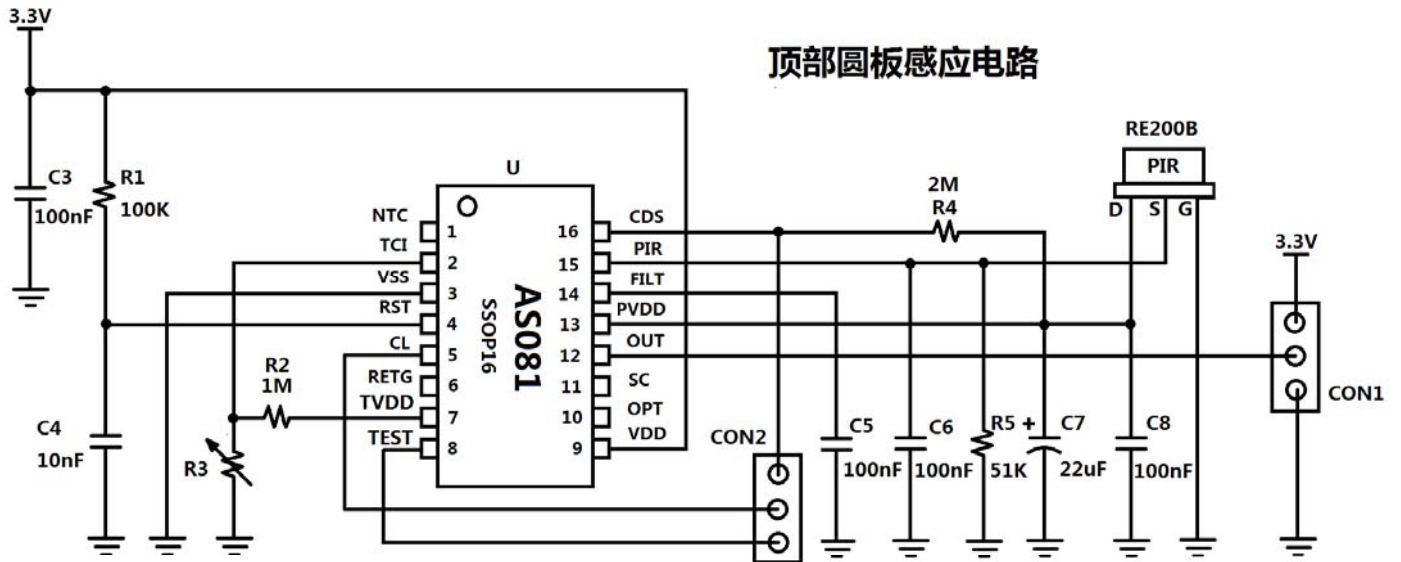 3.3V
顶部圆板感应电路
RE200B
PIR
D S G
C3
100nF
R1
100K
U
NTC
TCI
VSS
RST
CL
RETG
TVDD
TEST
1
2
3
4
5
6
7
8
AS081
SSOP16
16
15
14
13
12
11
10
9
CDS
PIR
FILT
PVDD
OUT
SC
OPT
VDD
2M
R4
3.3V
CON1
R2
1M
R3
C4
10nF
CON2
C5
100nF
C6
100nF
R5
51K
+
C7
22uF
C8
100nF